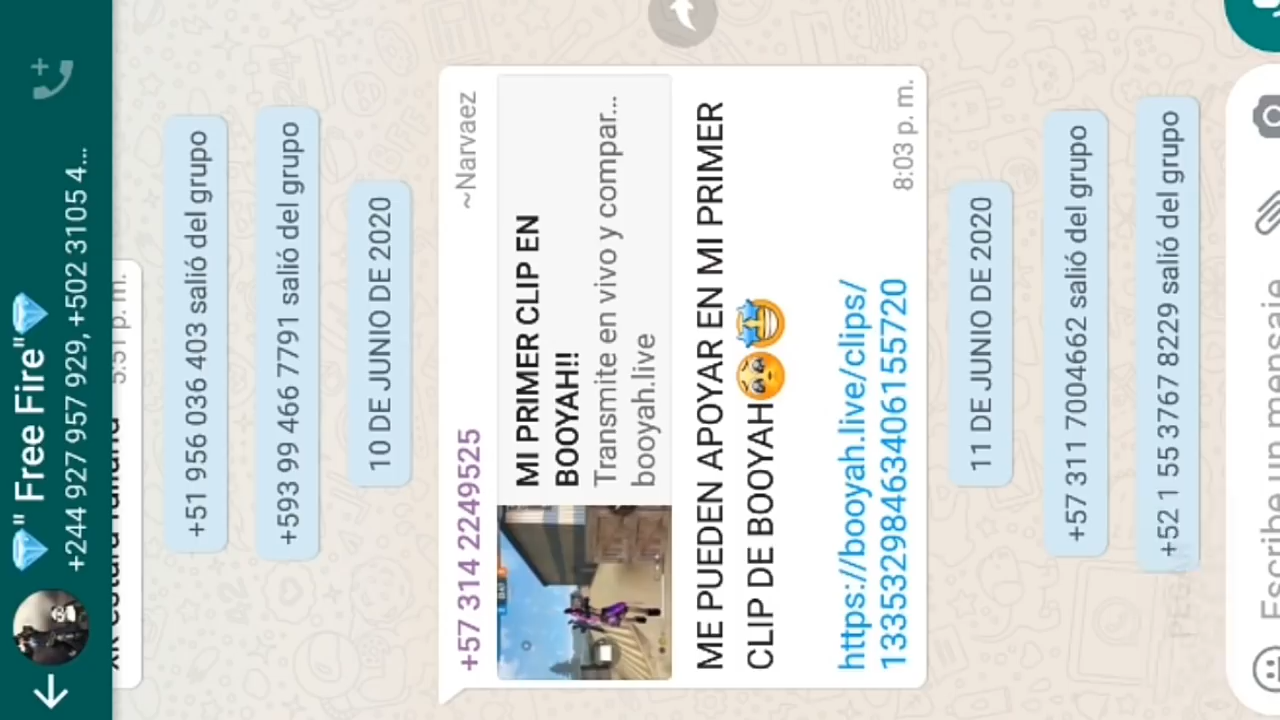 " Free Fire"
+244 927 957 929, +502 3105 4...
5:51 p. m.
+51 956 036 403 salió del grupo
+593 99 466 7791 salió del grupo
10 DE JUNIO DE 2020
+57 314 2249525 ~Narvaez
MI PRIMER CLIP EN
BOOYAH!!
Transmite en vivo y compar...
booyah.live
ME PUEDEN APOYAR EN MI PRIMER
CLIP DE BOOYAH🥺🤩
https://booyah.live/clips/
13353298463406155720
8:03 p. m.
11 DE JUNIO DE 2020
+57 311 7004662 salió del grupo
+52 1 55 3767 8229 salió del grupo
Escribe un mensaje